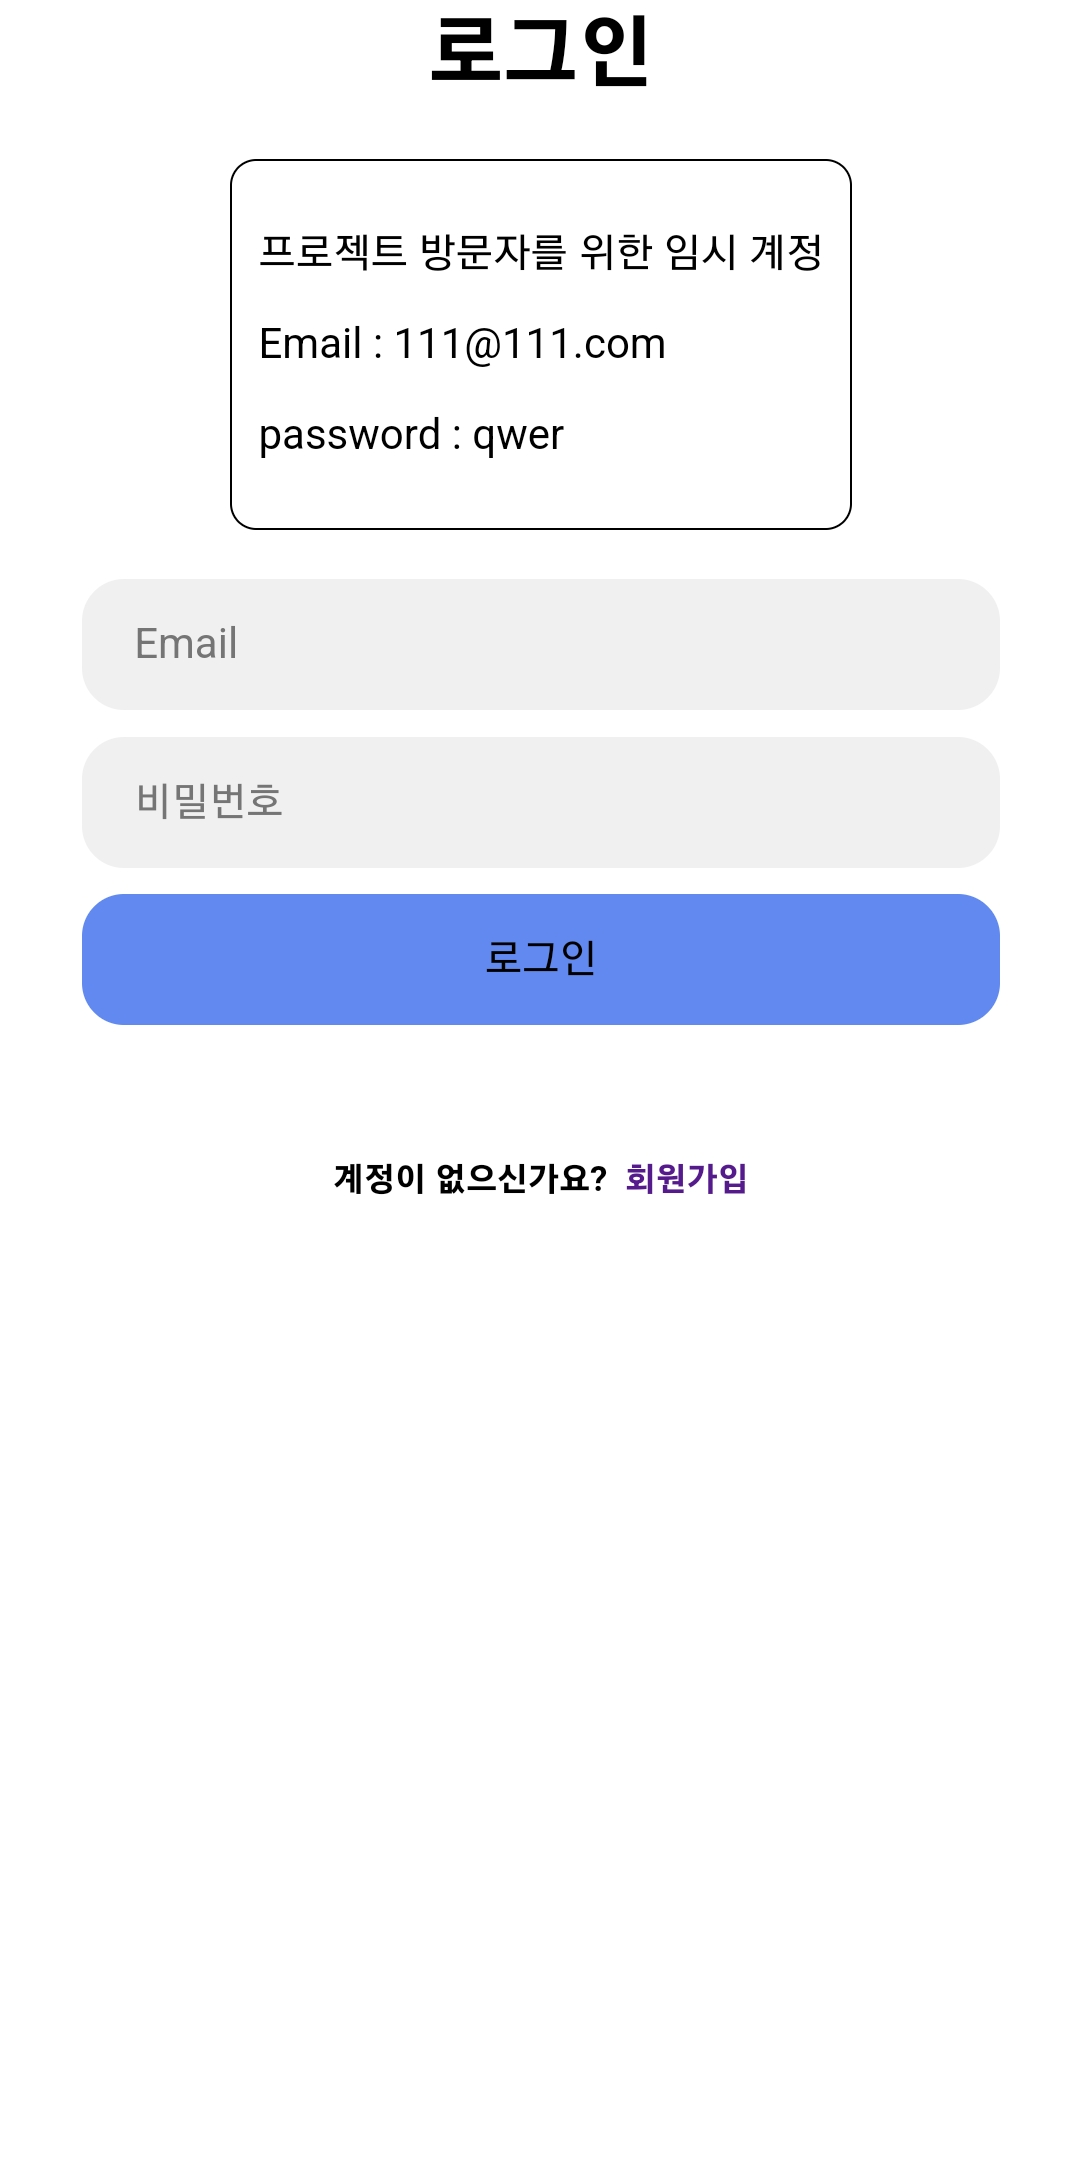 로그인
프로젝트 방문자를 위한 임시 계정
Email : 111@111.com
password : qwer
Email
비밀번호
로그인
계정이 없으신가요? 회원가입